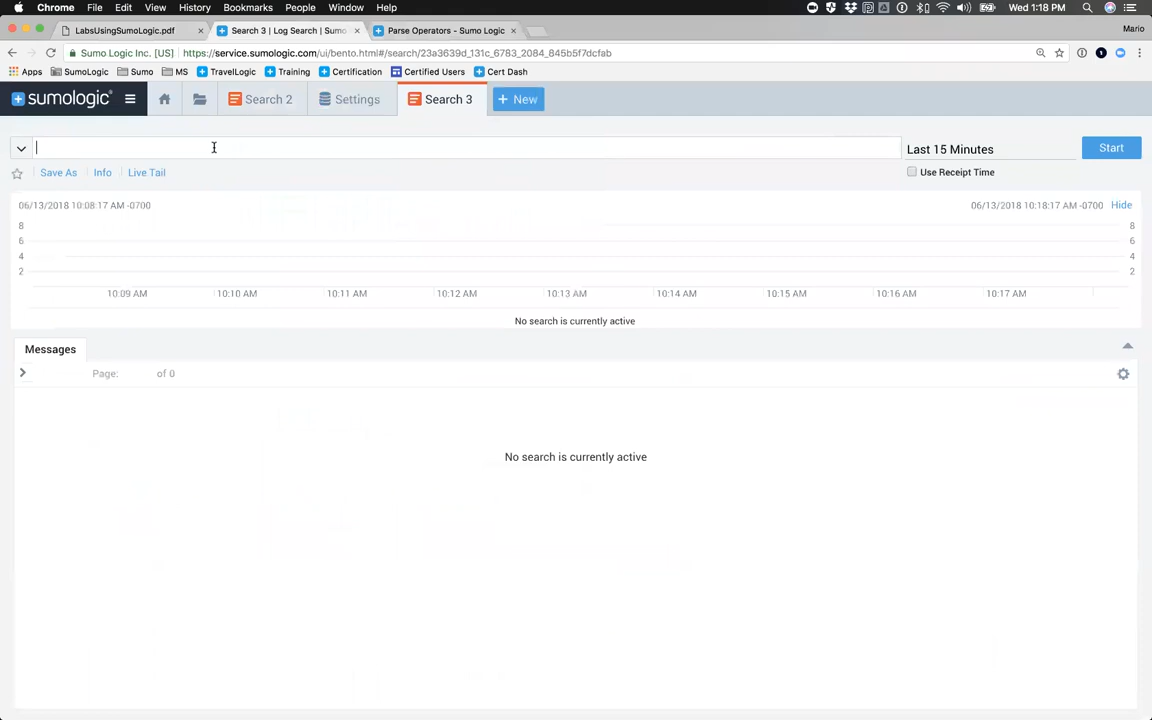 Chrome File Edit View History Bookmarks People Window Help Wed 1:18 PM
LabsUsingSumoLogic.pdf × Search 3 | Log Search | Sumo × Parse Operators - Sumo Logic × Mario
Sumo Logic Inc. [US] https://service.sumologic.com/ui/bento.html#/search/23a3639d_131c_6783_2084_845b5f7dcfab
Apps SumoLogic Sumo MS TravelLogic Training Certification Certified Users Cert Dash
sumologic Search 2 Settings Search 3 + New
Last 15 Minutes Start
Save As Info Live Tail Use Receipt Time
06/13/2018 10:08:17 AM -0700 06/13/2018 10:18:17 AM -0700 Hide
8 8
6 6
4 4
2 2
10:09 AM 10:10 AM 10:11 AM 10:12 AM 10:13 AM 10:14 AM 10:15 AM 10:16 AM 10:17 AM
No search is currently active
Messages
Page: of 0
No search is currently active